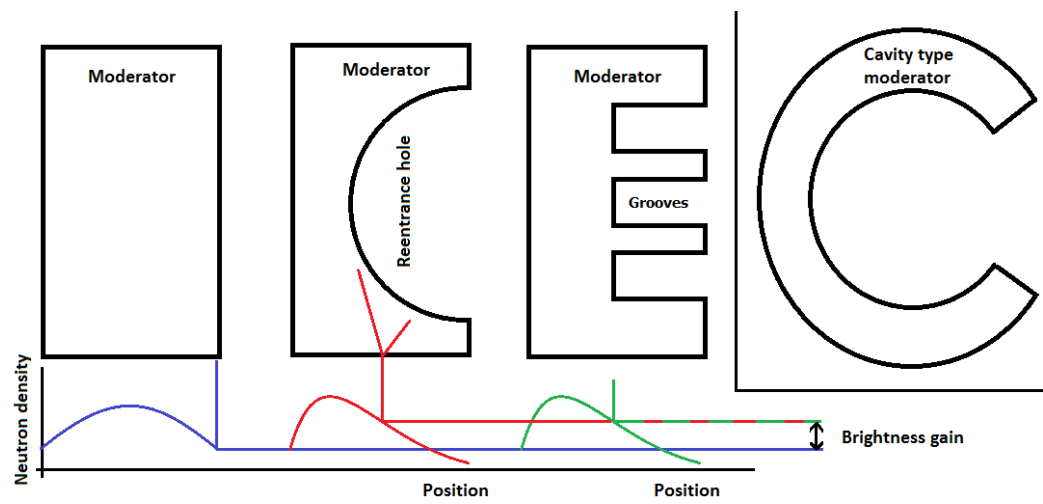 Moderator
Moderator
Reentrance hole
Moderator
Grooves
Cavity type
moderator
Neutron density
Brightness gain
Position
Position